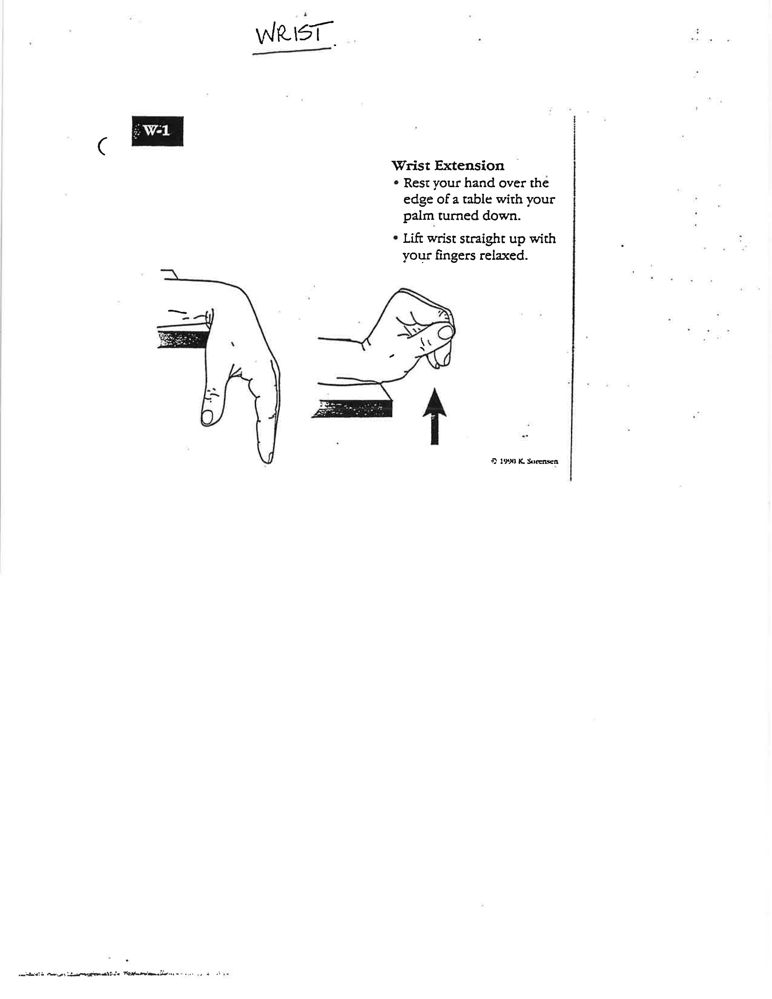 WRIST.
W-1
Wrist Extension
• Rest your hand over the
edge of a table with your
palm turned down.
• Lift wrist straight up with
your fingers relaxed.
© 1990 K. Sorensen